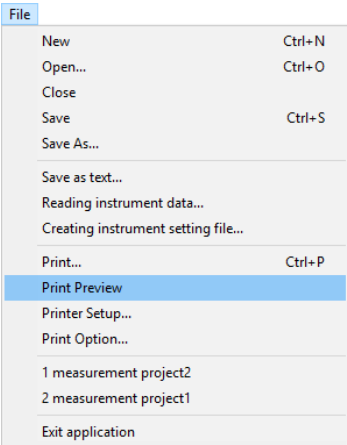 File
New Ctrl+N
Open... Ctrl+O
Close
Save Ctrl+S
Save As...
Save as text...
Reading instrument data...
Creating instrument setting file...
Print... Ctrl+P
Print Preview
Printer Setup...
Print Option...
1 measurement project2
2 measurement project1
Exit application